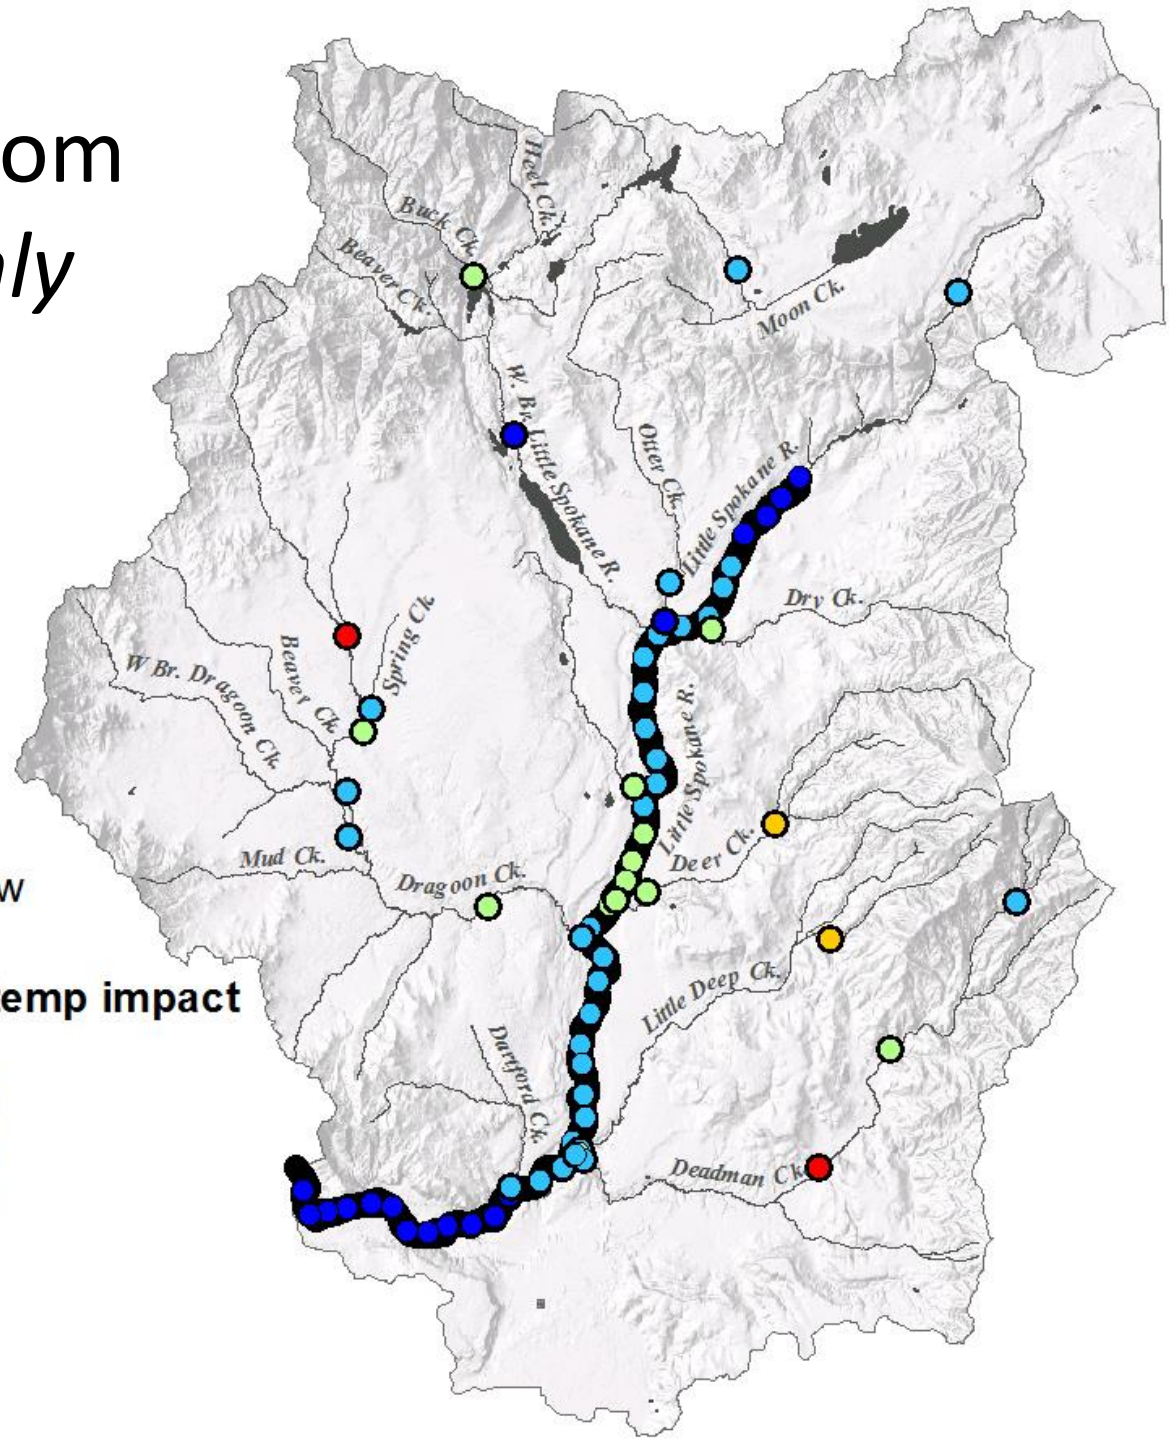 om
ly
Heel Ck.
Buck Ck.
Beaver Ck.
Moon Ck.
W. Br. Little Spokane R.
Otter Ck.
Little Spokane R.
Dry Ck.
Spring Ck.
Beaver Ck.
W Br. Dragoon Ck.
Little Spokane R.
Deer Ck.
Mud Ck.
Dragoon Ck.
w
Little Deep Ck.
temp impact
Dartford Ck.
Deadman Ck.